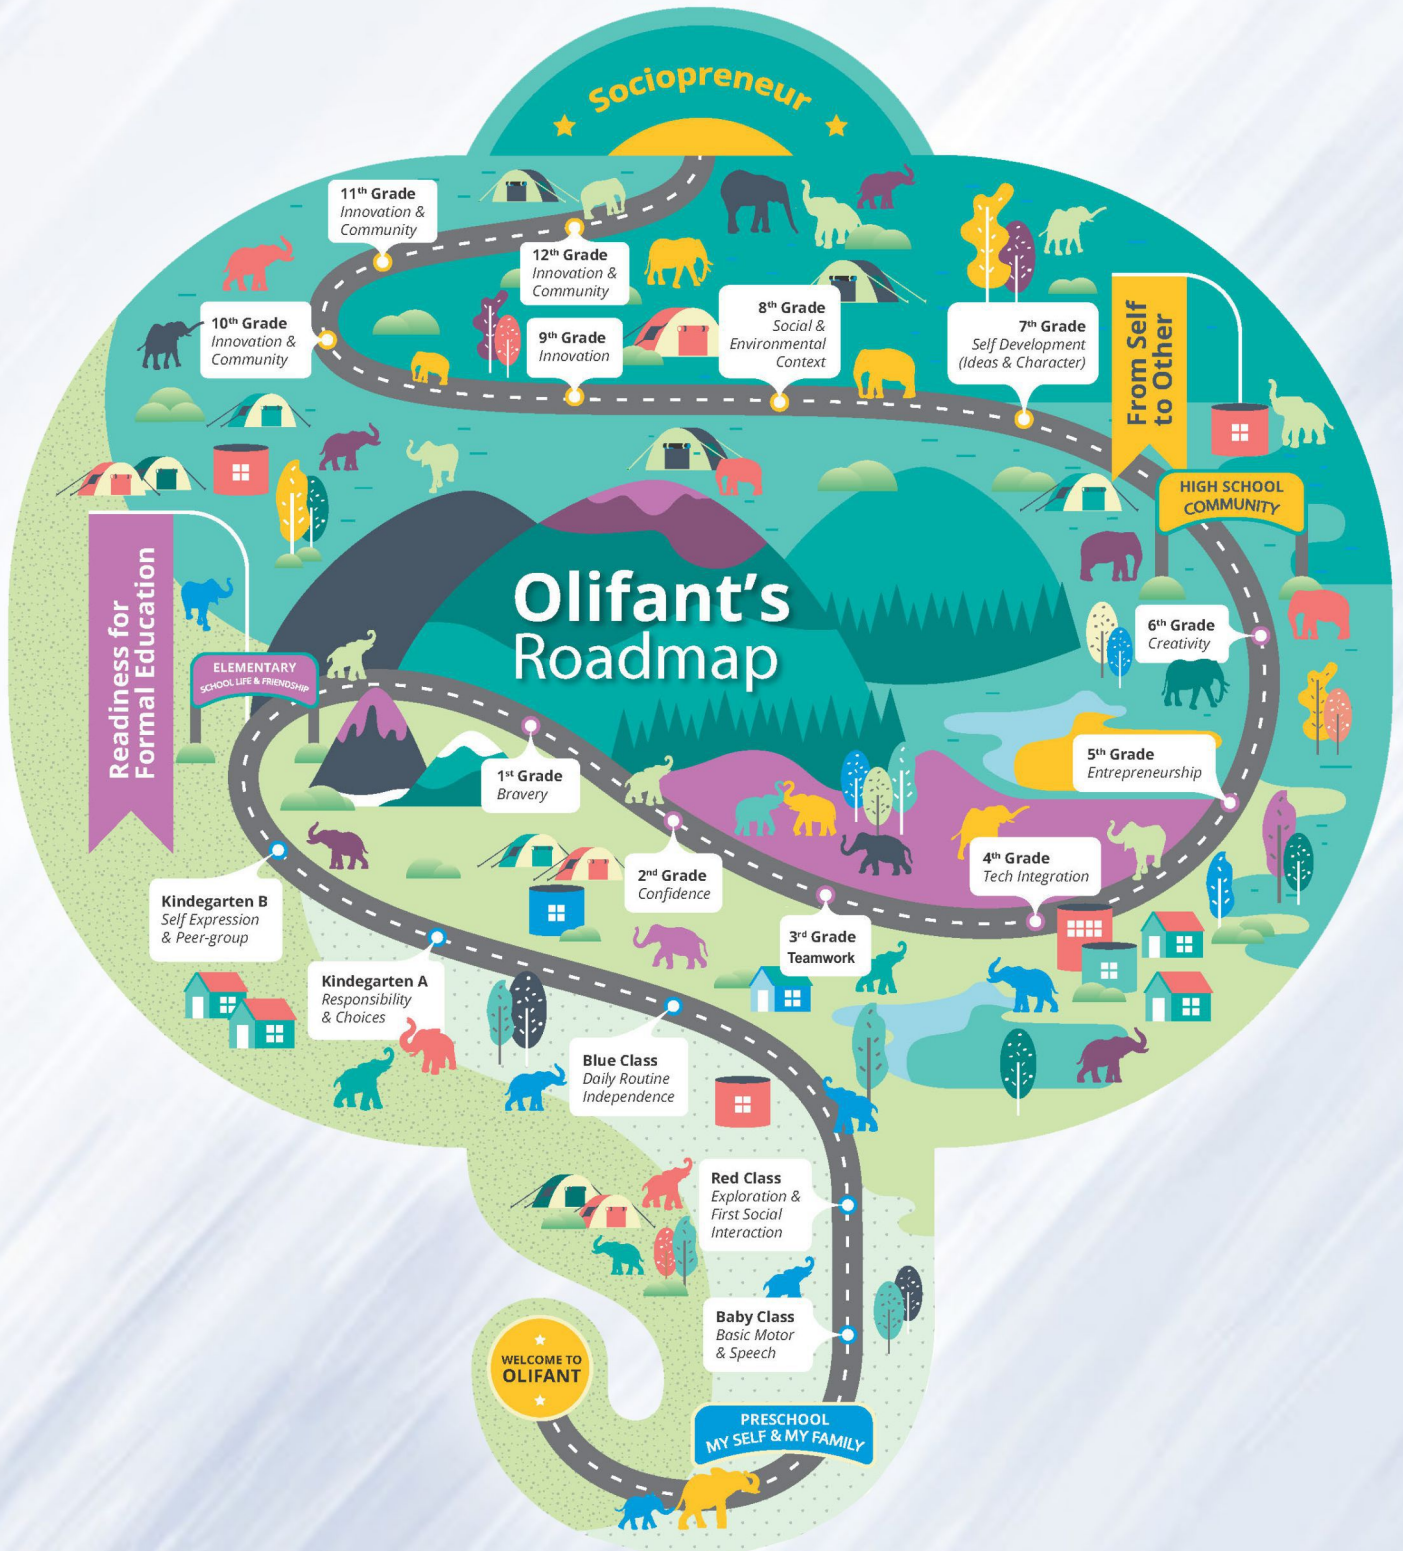 Sociopreneur
11th Grade
Innovation &
Community
12th Grade
Innovation &
Community
10th Grade
Innovation &
Community
9th Grade
Innovation
8th Grade
Social &
Environmental
Context
7th Grade
Self Development
(Ideas & Character)
From Self
to Other
HIGH SCHOOL
COMMUNITY
Readiness for
Formal Education
Olifant's
Roadmap
6th Grade
Creativity
ELEMENTARY
SCHOOL LIFE & FRIENDSHIP
5th Grade
Entrepreneurship
1st Grade
Bravery
2nd Grade
Confidence
4th Grade
Tech Integration
3rd Grade
Teamwork
Kindegarten B
Self Expression
& Peer-group
Kindegarten A
Responsibility
& Choices
Blue Class
Daily Routine
Independence
Red Class
Exploration &
First Social
Interaction
Baby Class
Basic Motor
& Speech
WELCOME TO
OLIFANT
PRESCHOOL
MY SELF & MY FAMILY